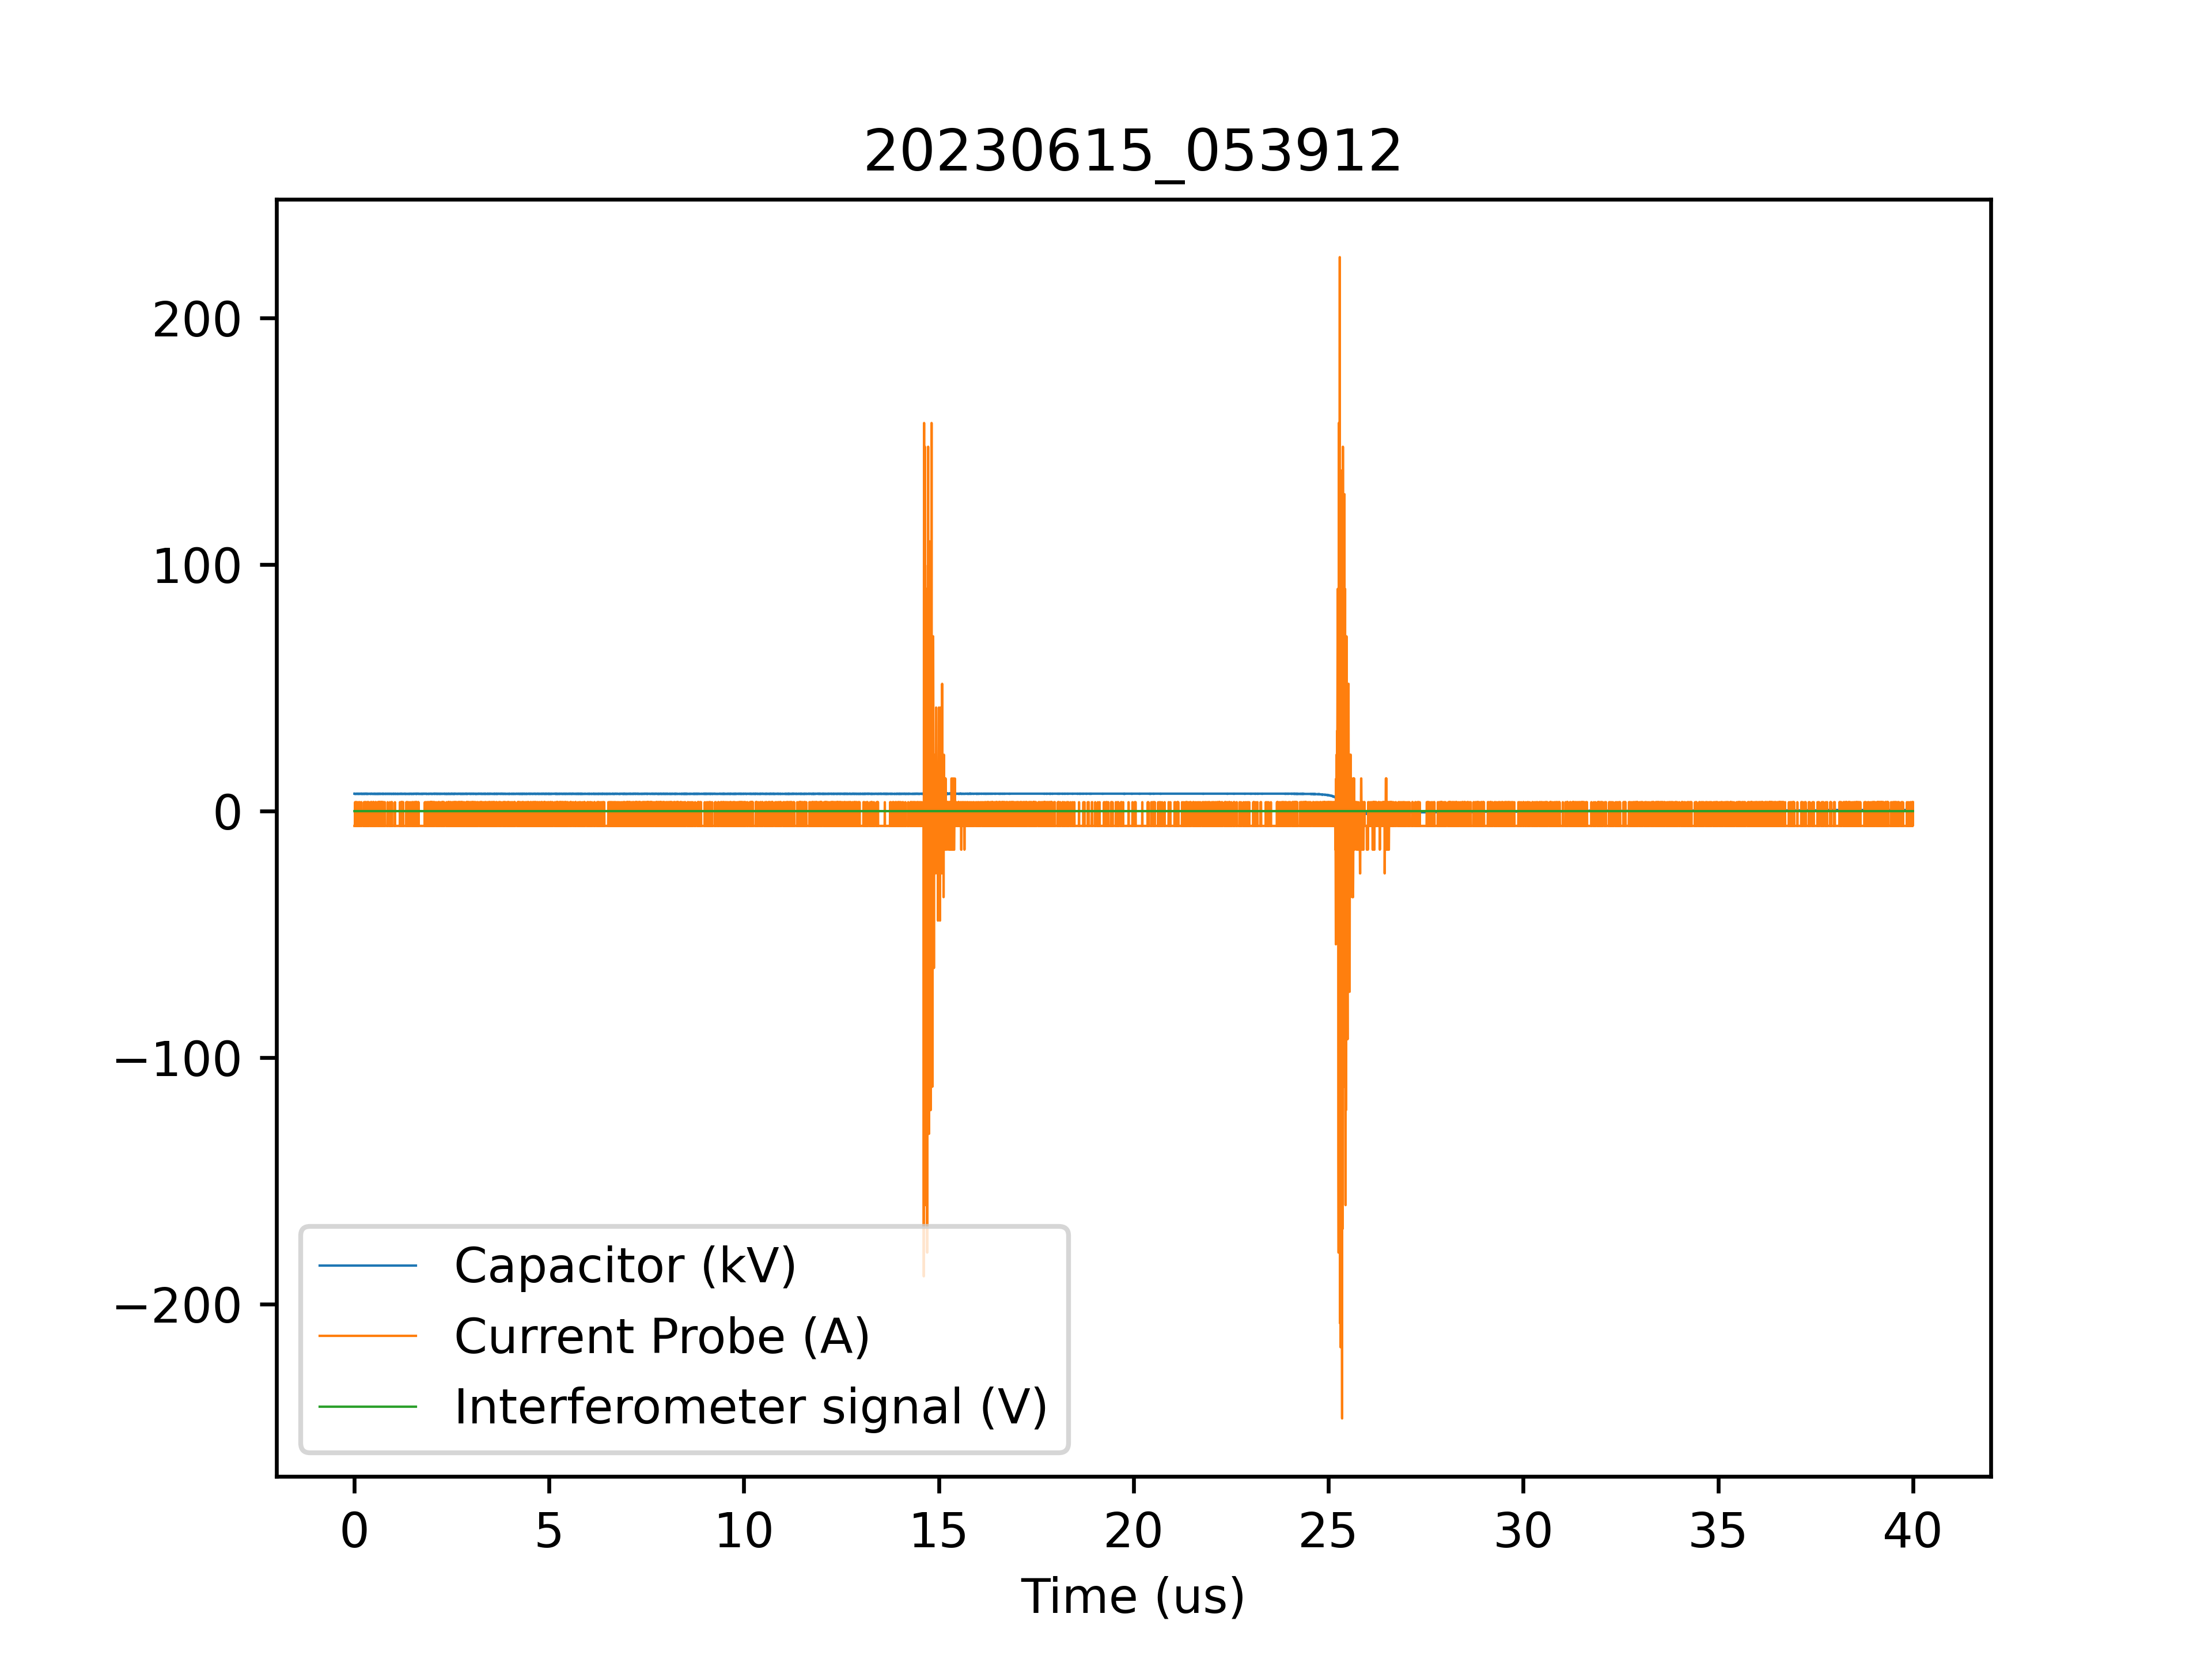 20230615_053912
200
100
0
−100
−200
Capacitor (kV)
Current Probe (A)
Interferometer signal (V)
0 5 10 15 20 25 30 35 40
Time (us)